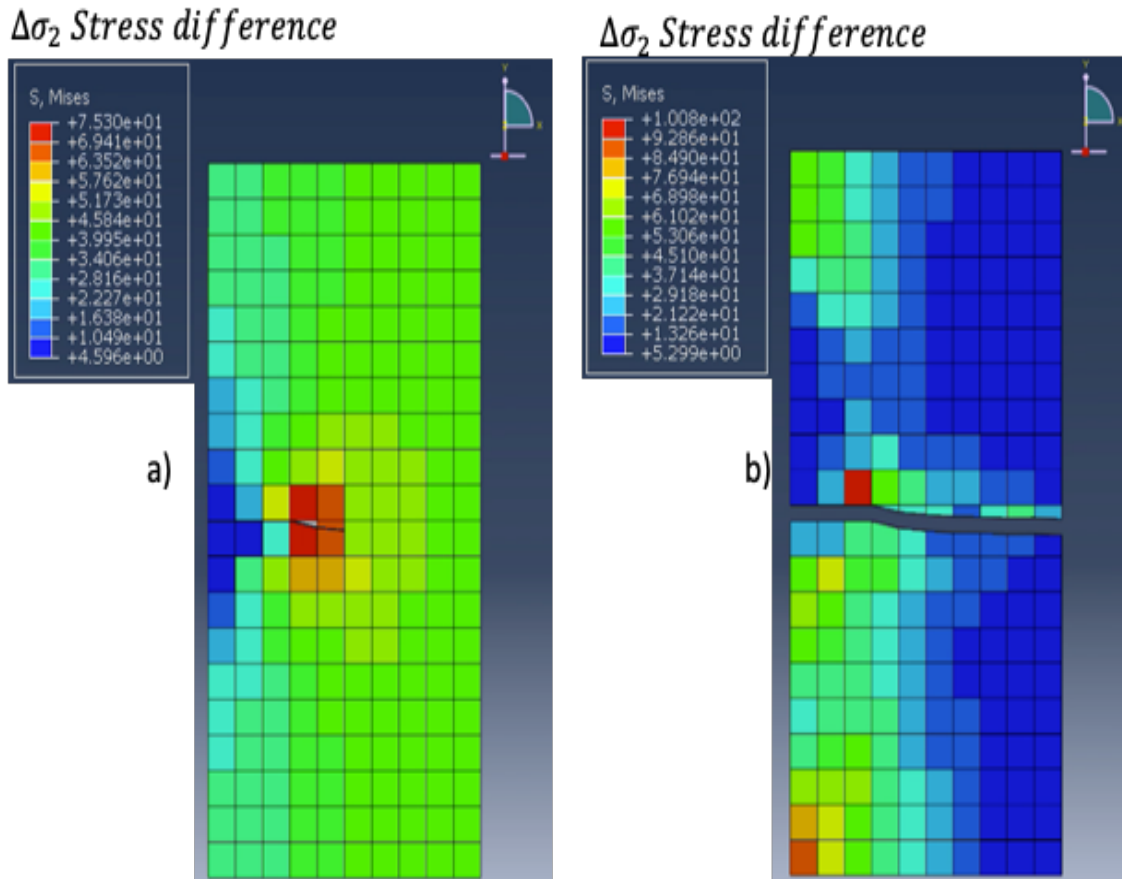 Δσ₂ Stress difference
S, Mises
+7.530e+01
+6.941e+01
+6.352e+01
+5.762e+01
+5.173e+01
+4.584e+01
+3.995e+01
+3.406e+01
+2.816e+01
+2.227e+01
+1.638e+01
+1.049e+01
+4.596e+00
Y
X
a)
Δσ₂ Stress difference
S, Mises
+1.008e+02
+9.286e+01
+8.490e+01
+7.694e+01
+6.898e+01
+6.102e+01
+5.306e+01
+4.510e+01
+3.714e+01
+2.918e+01
+2.122e+01
+1.326e+01
+5.299e+00
Y
X
b)